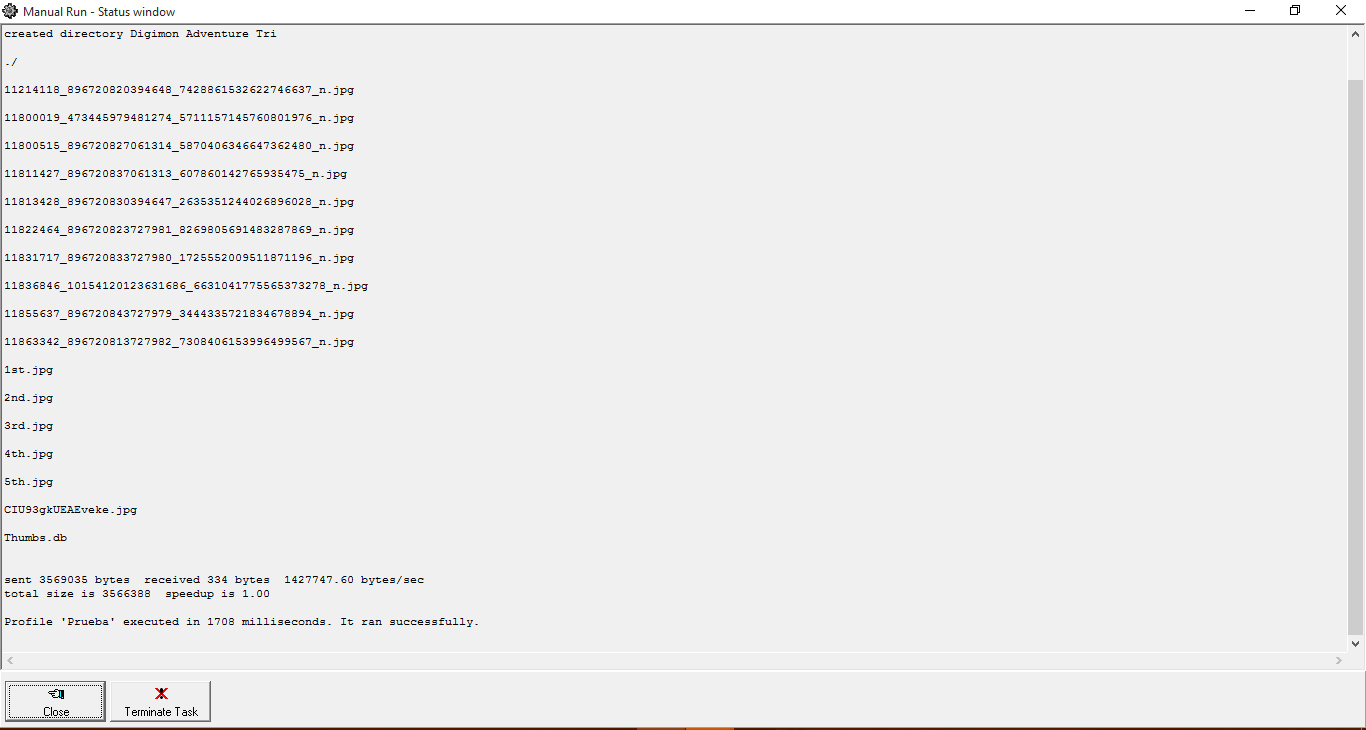 Manual Run - Status window
created directory Digimon Adventure Tri
./
11214118_896720820394648_7428861532622746637_n.jpg
11800019_473445979481274_5711157145760801976_n.jpg
11800515_896720827061314_5870406346647362480_n.jpg
11811427_896720837061313_607860142765935475_n.jpg
11813428_896720830394647_2635351244026896028_n.jpg
11822464_896720823727981_8269805691483287869_n.jpg
11831717_896720833727980_1725552009511871196_n.jpg
11836846_10154120123631686_6631041775565373278_n.jpg
11855637_896720843727979_3444335721834678894_n.jpg
11863342_896720813727982_7308406153996499567_n.jpg
1st.jpg
2nd.jpg
3rd.jpg
4th.jpg
5th.jpg
CIU93gkUEAEveke.jpg
Thumbs.db
sent 3569035 bytes  received 334 bytes  1427747.60 bytes/sec
total size is 3566388  speedup is 1.00
Profile 'Prueba' executed in 1708 milliseconds. It ran successfully.
Close
Terminate Task